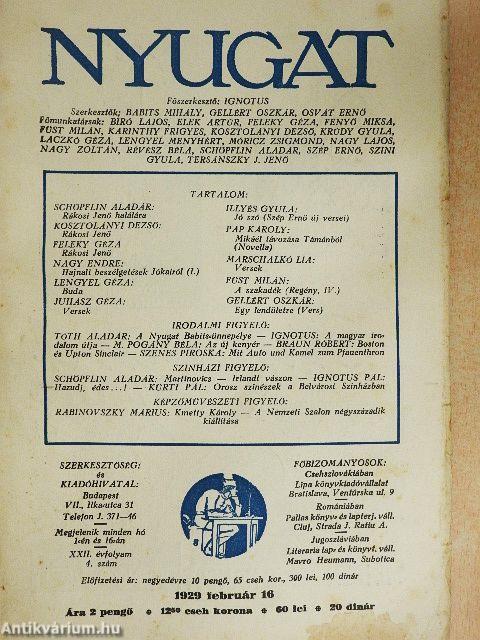 NYUGAT
Főszerkesztő: IGNOTUS
Szerkesztők; BABITS MIHÁLY, GELLÉRT OSZKÁR, OSVÁT ERNŐ
Főmunkatársak: BIRÓ LAJOS, ELEK ARTÚR, FELEKY GÉZA, FENYŐ MIKSA,
FÜST MILÁN, KARINTHY FRIGYES, KOSZTOLÁNYI DEZSŐ, KRÚDY GYULA,
LACZKÓ GÉZA, LENGYEL MENYHÉRT, MÓRICZ ZSIGMOND, NAGY LAJOS,
NAGY ZOLTÁN, RÉVÉSZ BÉLA, SCHÖPFLIN ALADÁR, SZÉP ERNŐ, SZINI
GYULA, TERSÁNSZKY J. JENŐ
TARTALOM:
SCHÖPFLIN ALADÁR:
Rákosi Jenő halálára
KOSZTOLÁNYI DEZSŐ:
Rákosi Jenő
FELEKY GÉZA
Rákosi Jenő
NAGY ENDRE:
Hajnali beszélgetések Jókairól (I.)
LENGYEL GÉZA:
Buda
JUHÁSZ GÉZA:
Versek
ILLYÉS GYULA:
Jó szó (Szép Ernő új versei)
PAP KÁROLY:
Mikáél távozása Támánból
(Novella)
MARSCHALKÓ LIA:
Versek
FÜST MILÁN:
A szakadék (Regény, IV.)
GELLÉRT OSZKÁR:
Egy lendületre (Vers)
IRODALMI FIGYELŐ:
TÓTH ALADÁR: A Nyugat Babits-ünnepélye — IGNOTUS: A magyar iro-
dalom útja — M. POGÁNY BÉLA: Az új kenyér — BRAUN RÓBERT: Boston
és Upton Sinclair — SZENES PIROSKA: Mit Auto und Kamel zum Pfauenthron
SZINHÁZI FIGYELŐ:
SCHÖPFLIN ALADÁR: Martinovics — Irlandi vászon — IGNOTUS PÁL:
Hazudj, édes...! — KÜRTI PÁL: Orosz szinészek a Belvárosi Szinházban
KÉPZŐMŰVÉSZETI FIGYELŐ:
RABINOVSZKY MÁRIUS: Kmetty Károly — A Nemzeti Szalon négyszázadik
kiállítása
SZERKESZTŐSÉG:
és
KIADÓHIVATAL:
Budapest
VII., Ilka-utca 31
Telefon J. 371—46
Megjelenik minden hó
1-én és 16-án
XXII. évfolyam
4. szám
FŐBIZOMÁNYOSOK:
Csehszlovákiában
Lipa könyvkiadóvállalat
Bratislava, Ventúrska ul. 9
Romániában
Pallas könyv- és lapterj. váll.
Cluj, Strada J. Ratiu A.
Jugoszláviában
Literaria lap- és könyvt. váll.
Mavro Heumann, Subotica
Előfizetési ár: negyedévre 10 pengő, 65 cseh kor., 300 lei, 100 dinár
1929 február 16
Ára 2 pengő * 12⁶⁰ cseh korona * 60 lei * 20 dinár
Antikvárium.hu